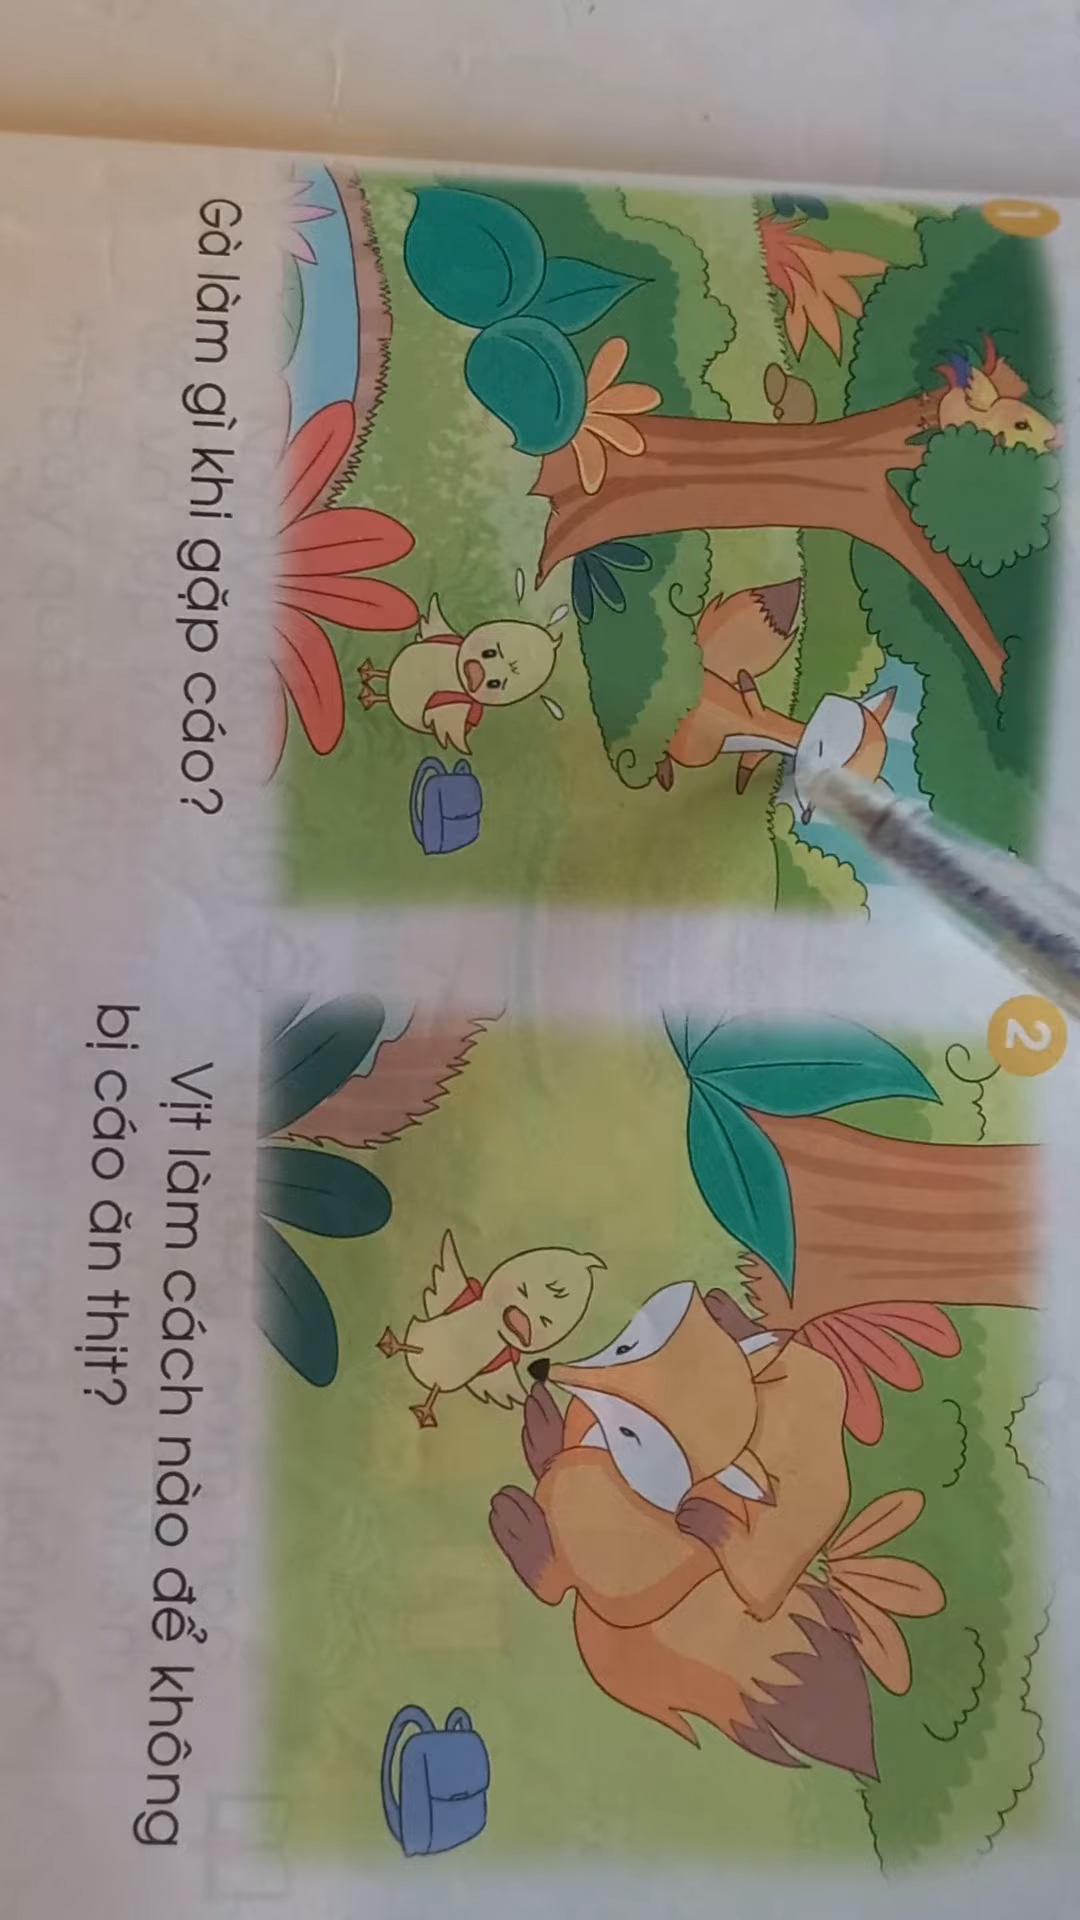 1
Gà làm gì khi gặp cáo?
2
Vịt làm cách nào để không
bị cáo ăn thịt?